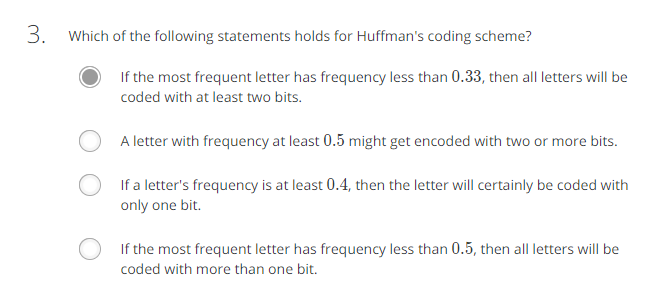 3. Which of the following statements holds for Huffman's coding scheme?
If the most frequent letter has frequency less than 0.33, then all letters will be
coded with at least two bits.
A letter with frequency at least 0.5 might get encoded with two or more bits.
If a letter's frequency is at least 0.4, then the letter will certainly be coded with
only one bit.
If the most frequent letter has frequency less than 0.5, then all letters will be
coded with more than one bit.